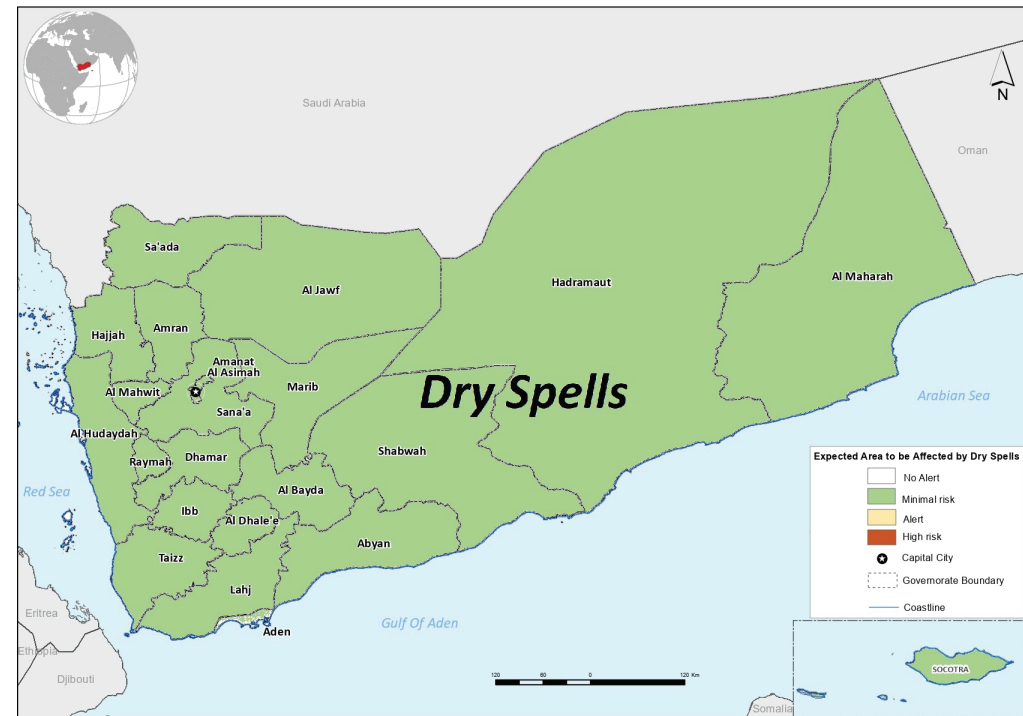 Saudi Arabia
N
Oman
Sa'ada
Al Jawf
Hadramaut
Al Maharah
Hajjah
Amran
Amanat
Al Asimah
Marib
Al Mahwit
Sana'a
Dry Spells
Arabian Sea
Al Hudaydah
Raymah
Dhamar
Shabwah
Red Sea
Al Bayda
Ibb
Al Dhale'e
Taizz
Abyan
Lahj
Aden
Gulf Of Aden
Eritrea
Ethiopia
Djibouti
Somalia
Expected Area to be Affected by Dry Spells
No Alert
Minimal risk
Alert
High risk
Capital City
Governorate Boundary
Coastline
120 60 0 120 Km
SOCOTRA